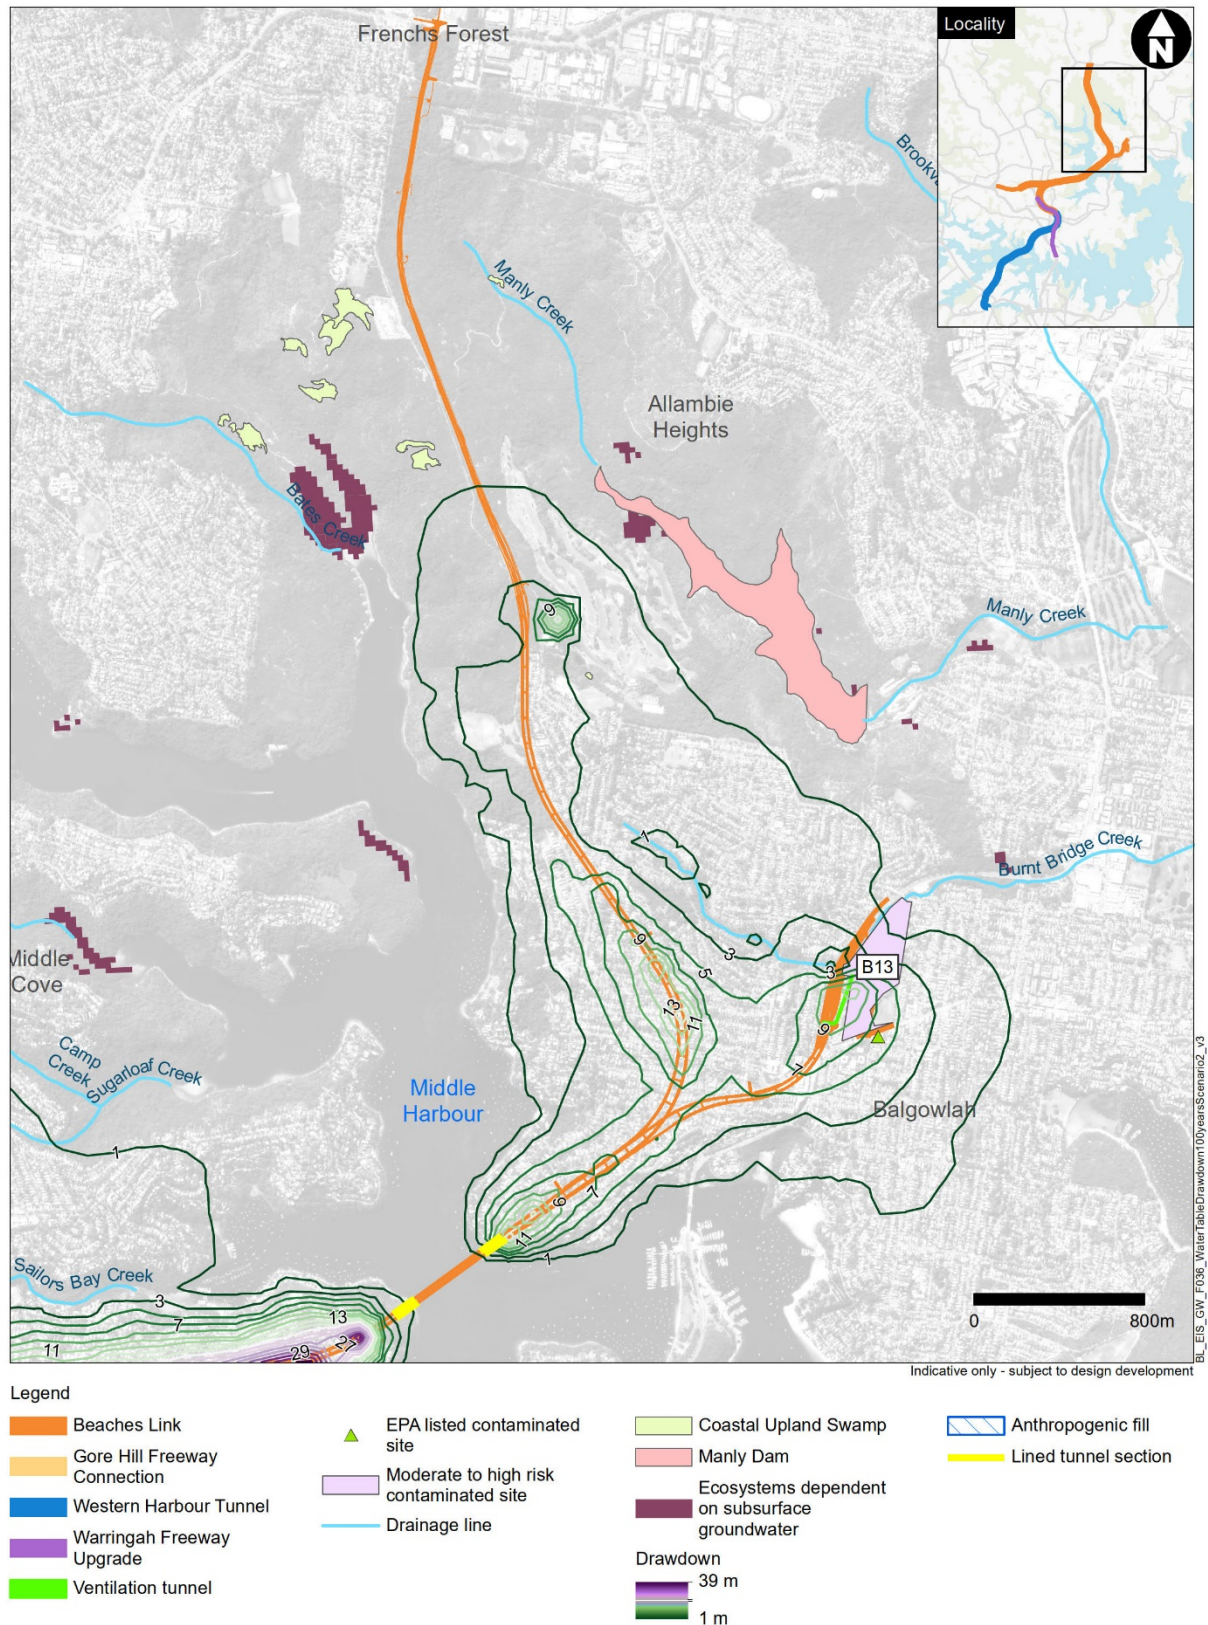 Frenchs Forest
Locality
N
Brookv
Manly Creek
Allambie
Heights
Bates Creek
9
Manly Creek
1
Burnt Bridge Creek
9
3
5
3
B13
Middle
Cove
13
11
9
7
Camp
Creek
Sugarloaf Creek
Middle
Harbour
Balgowlah
1
9
7
11
1
Sailors Bay Creek
3
7
13
11
27
29
0 800m
BL_EIS_GW_F036_WaterTableDrawdown100yearsScenario2_v3
Indicative only - subject to design development
Legend
Beaches Link
Gore Hill Freeway
Connection
Western Harbour Tunnel
Warringah Freeway
Upgrade
Ventilation tunnel
EPA listed contaminated
site
Moderate to high risk
contaminated site
Drainage line
Coastal Upland Swamp
Manly Dam
Ecosystems dependent
on subsurface
groundwater
Drawdown
39 m
1 m
Anthropogenic fill
Lined tunnel section